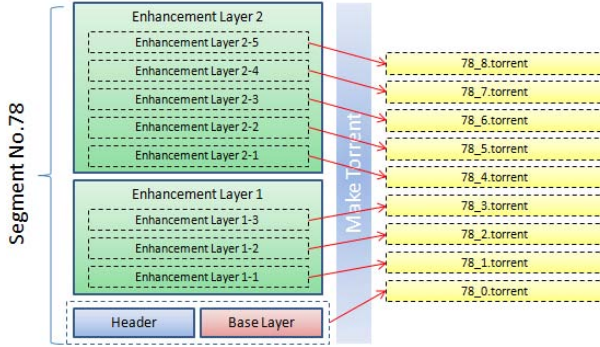 Segment No.78
Enhancement Layer 2
Enhancement Layer 2-5
Enhancement Layer 2-4
Enhancement Layer 2-3
Enhancement Layer 2-2
Enhancement Layer 2-1
Enhancement Layer 1
Enhancement Layer 1-3
Enhancement Layer 1-2
Enhancement Layer 1-1
Header
Base Layer
Make Torrent
78_8.torrent
78_7.torrent
78_6.torrent
78_5.torrent
78_4.torrent
78_3.torrent
78_2.torrent
78_1.torrent
78_0.torrent